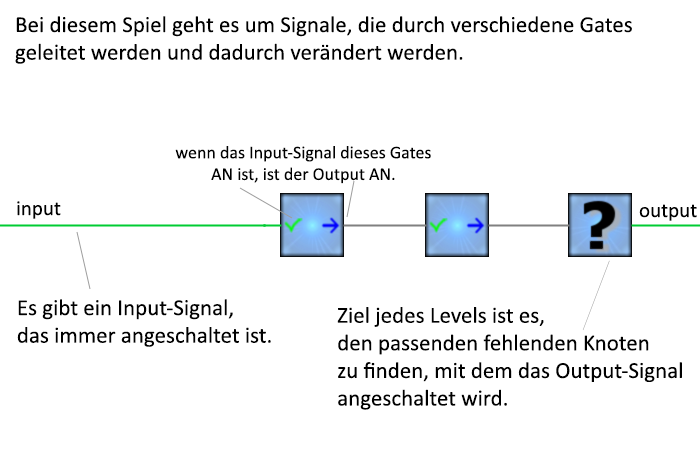 Bei diesem Spiel geht es um Signale, die durch verschiedene Gates
geleitet werden und dadurch verändert werden.
wenn das Input-Signal dieses Gates
AN ist, ist der Output AN.
input
?
output
Es gibt ein Input-Signal,
das immer angeschaltet ist.
Ziel jedes Levels ist es,
den passenden fehlenden Knoten
zu finden, mit dem das Output-Signal
angeschaltet wird.